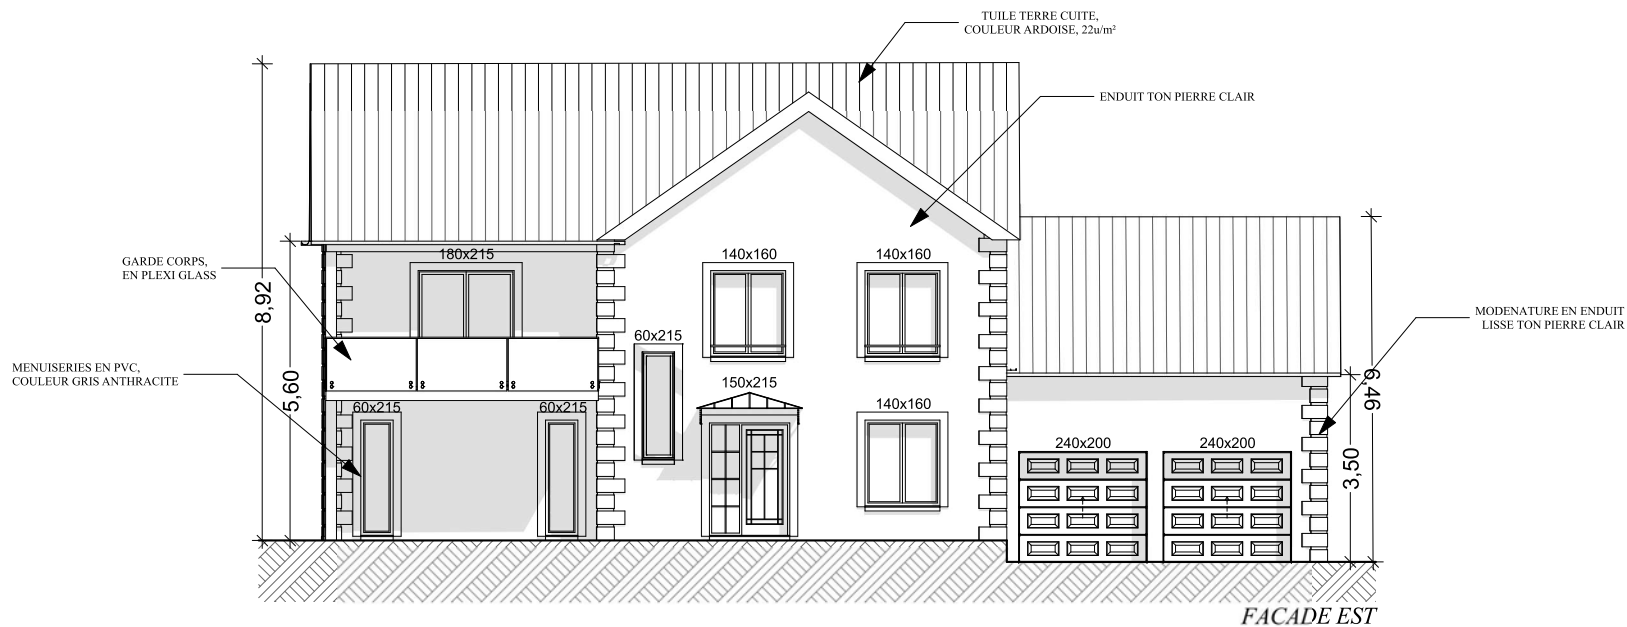 TUILE TERRE CUITE,
COULEUR ARDOISE, 22u/m²
ENDUIT TON PIERRE CLAIR
GARDE CORPS,
EN PLEXI GLASS
8,92
5,60
180x215
140x160
140x160
MODENATURE EN ENDUIT
LISSE TON PIERRE CLAIR
60x215
MENUISERIES EN PVC,
COULEUR GRIS ANTHRACITE
150x215
6,46
60x215
60x215
140x160
240x200
240x200
3,50
FACADE EST